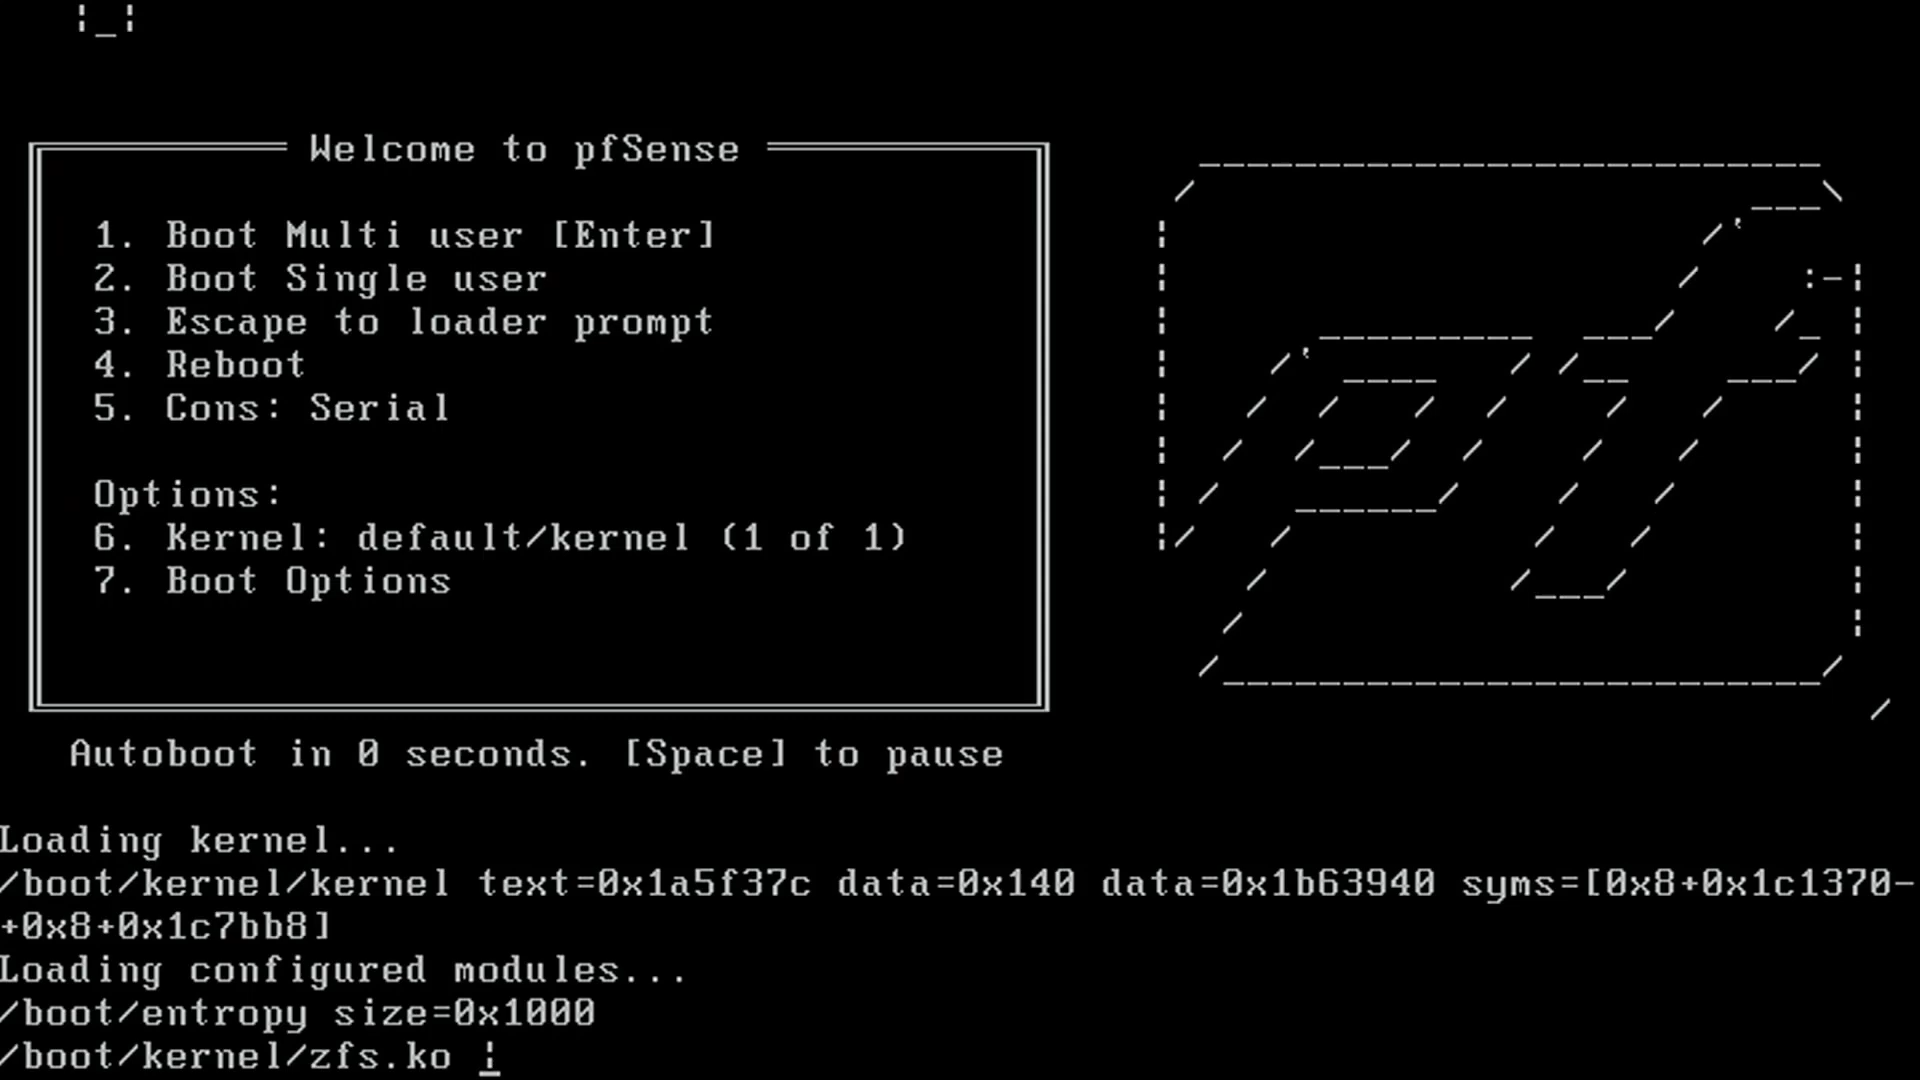 Welcome to pfSense
1. Boot Multi user [Enter]
2. Boot Single user
3. Escape to loader prompt
4. Reboot
5. Cons: Serial
Options:
6. Kernel: default/kernel (1 of 1)
7. Boot Options
Autoboot in 0 seconds. [Space] to pause
Loading kernel...
/boot/kernel/kernel text=0x1a5f37c data=0x140 data=0x1b63940 syms=[0x8+0x1c1370-
+0x8+0x1c7bb8]
Loading configured modules...
/boot/entropy size=0x1000
/boot/kernel/zfs.ko ¦